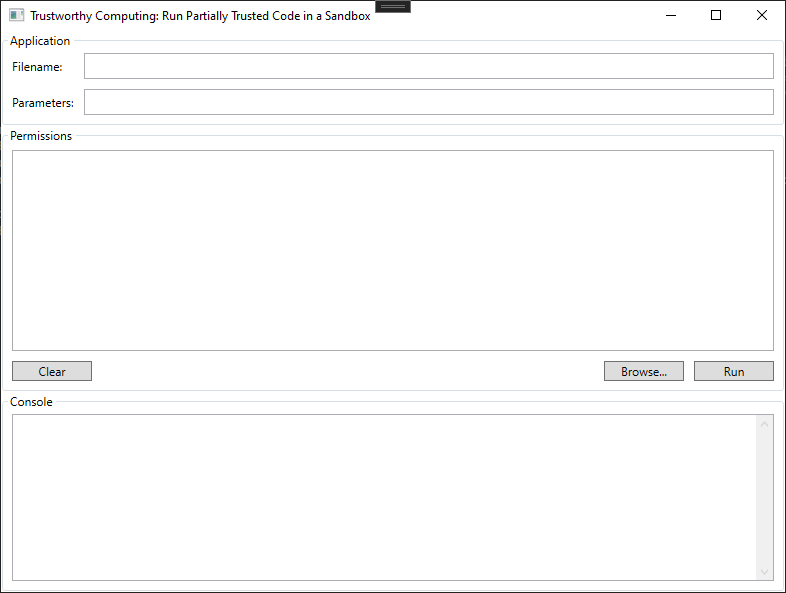 Trustworthy Computing: Run Partially Trusted Code in a Sandbox
Application
Filename:
Parameters:
Permissions
Clear
Browse...
Run
Console